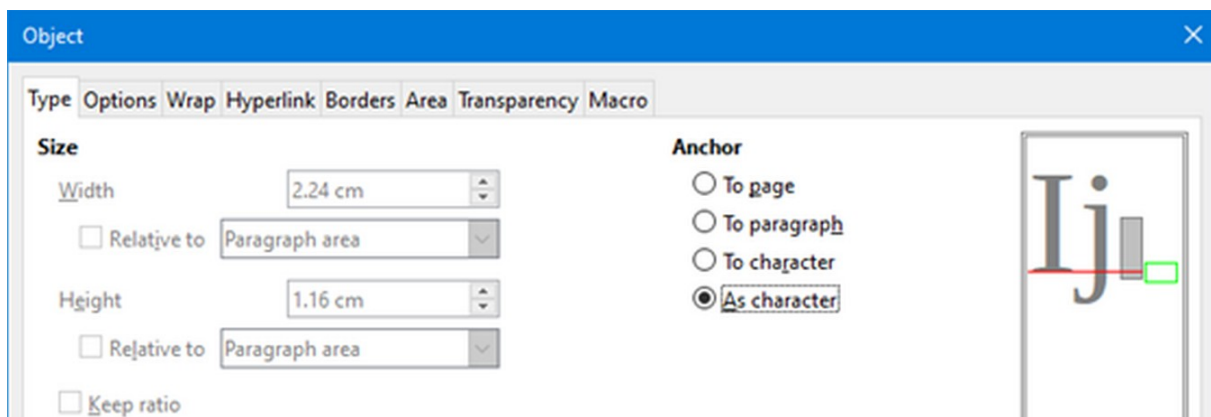 Object
Type Options Wrap Hyperlink Borders Area Transparency Macro
Size
Width 2.24 cm
Relative to Paragraph area
Height 1.16 cm
Relative to Paragraph area
Keep ratio
Anchor
To page
To paragraph
To character
As character
Ij